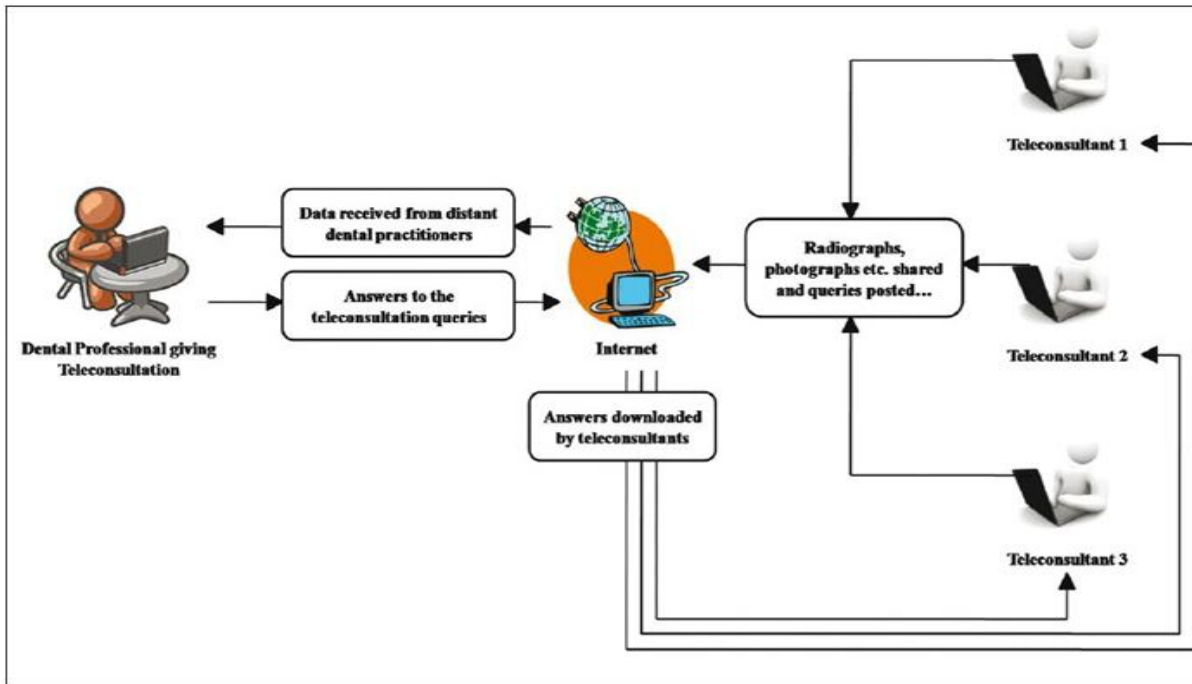 Teleconsultant 1
Data received from distant
dental practitioners
Radiographs,
photographs etc. shared
and queries posted...
Answers to the
teleconsultation queries
Dental Professional giving
Teleconsultation
Internet
Teleconsultant 2
Answers downloaded
by teleconsultants
Teleconsultant 3